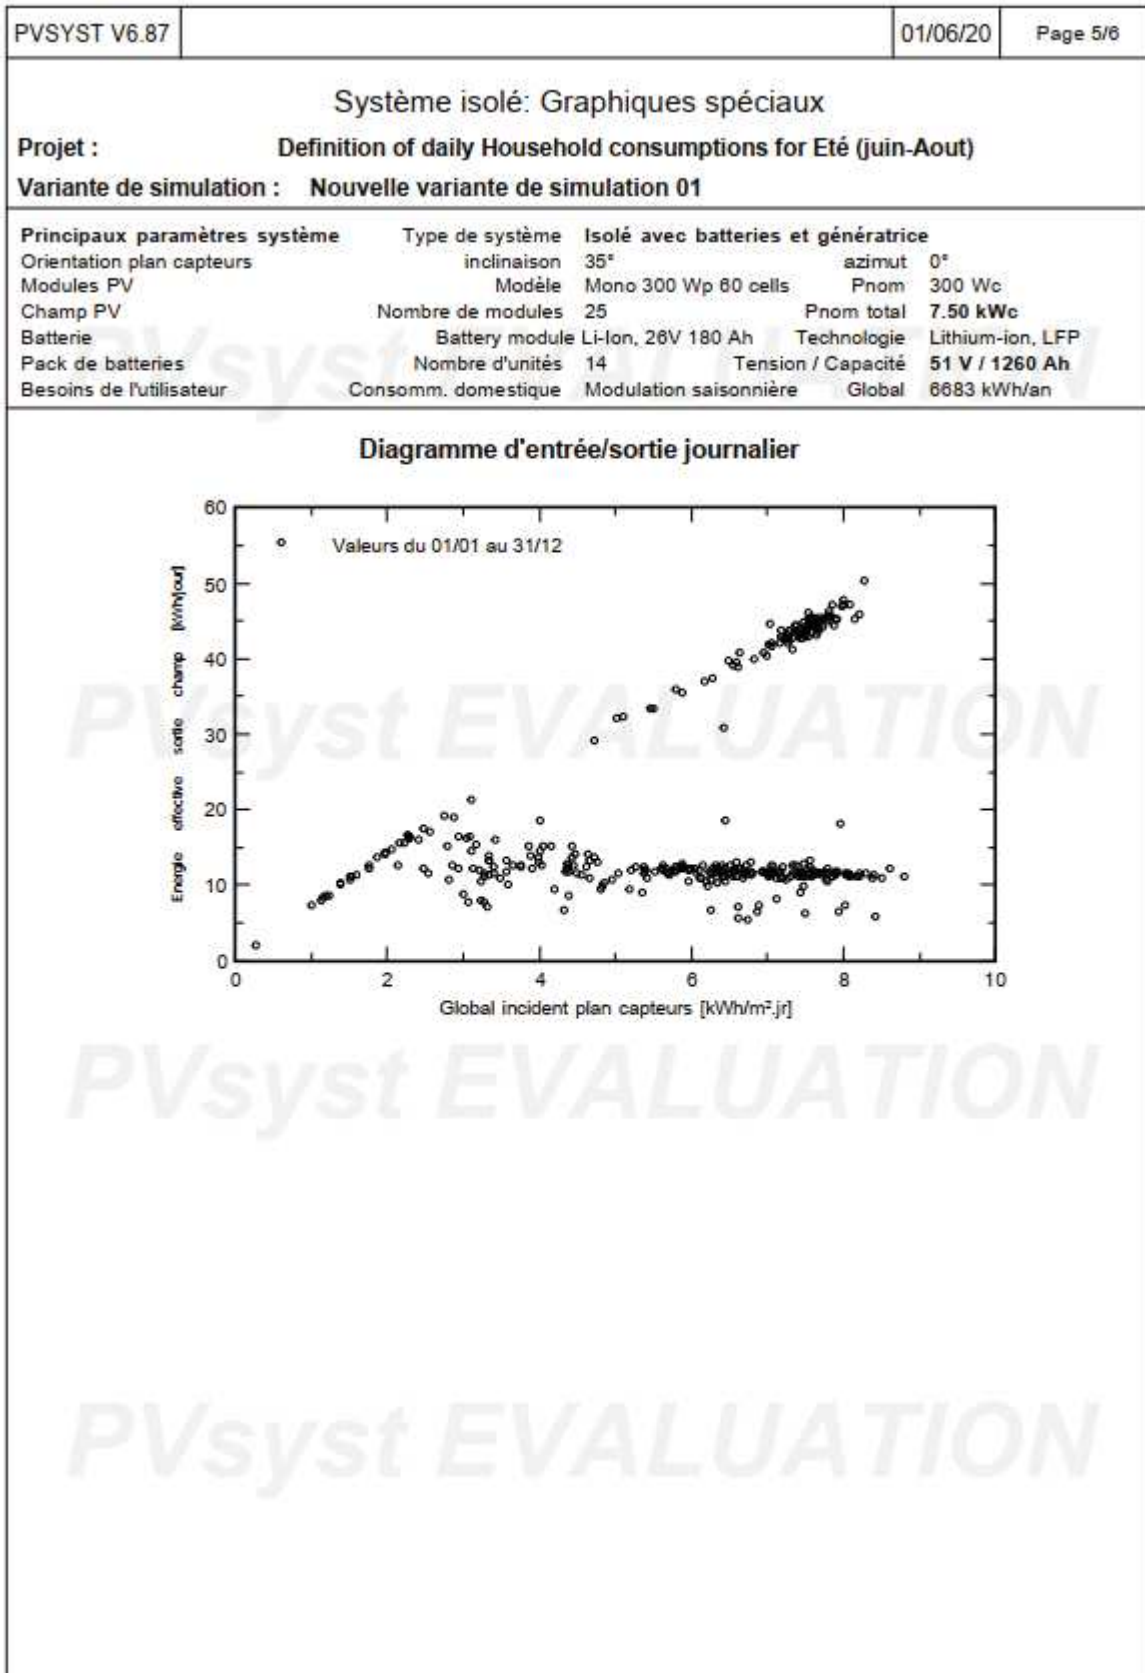 PVSYST V6.87 01/06/20 Page 5/6
Système isolé: Graphiques spéciaux
Projet : Definition of daily Household consumptions for Eté (juin-Aout)
Variante de simulation : Nouvelle variante de simulation 01
Principaux paramètres système Type de système Isolé avec batteries et génératrice
Orientation plan capteurs inclinaison 35° azimut 0°
Modules PV Modèle Mono 300 Wp 60 cells Pnom 300 Wc
Champ PV Nombre de modules 25 Pnom total 7.50 kWc
Batterie Battery module Li-Ion, 26V 180 Ah Technologie Lithium-ion, LFP
Pack de batteries Nombre d'unités 14 Tension / Capacité 51 V / 1260 Ah
Besoins de l'utilisateur Consomm. domestique Modulation saisonnière Global 6683 kWh/an
PVsyst EVALUATION
Diagramme d'entrée/sortie journalier
Valeurs du 01/01 au 31/12
60
50
40
30
20
10
0
Energie effective sortie champ [kWh/jour]
0 2 4 6 8 10
Global incident plan capteurs [kWh/m².jr]
PVsyst EVALUATION
PVsyst EVALUATION
PVsyst EVALUATION